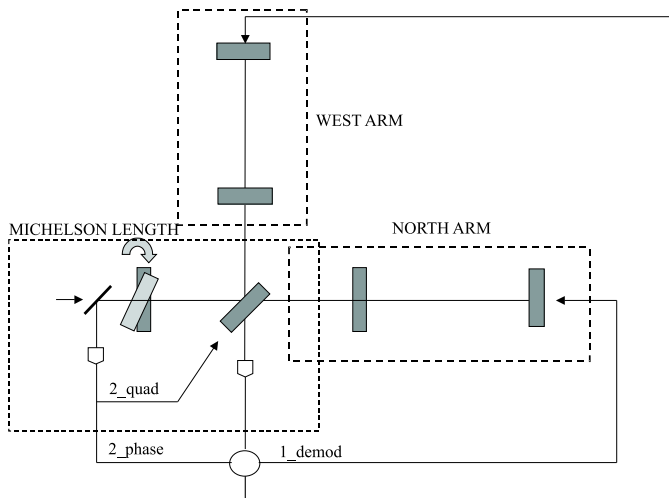 WEST ARM
MICHELSON LENGTH
NORTH ARM
2_quad
2_phase
1_demod